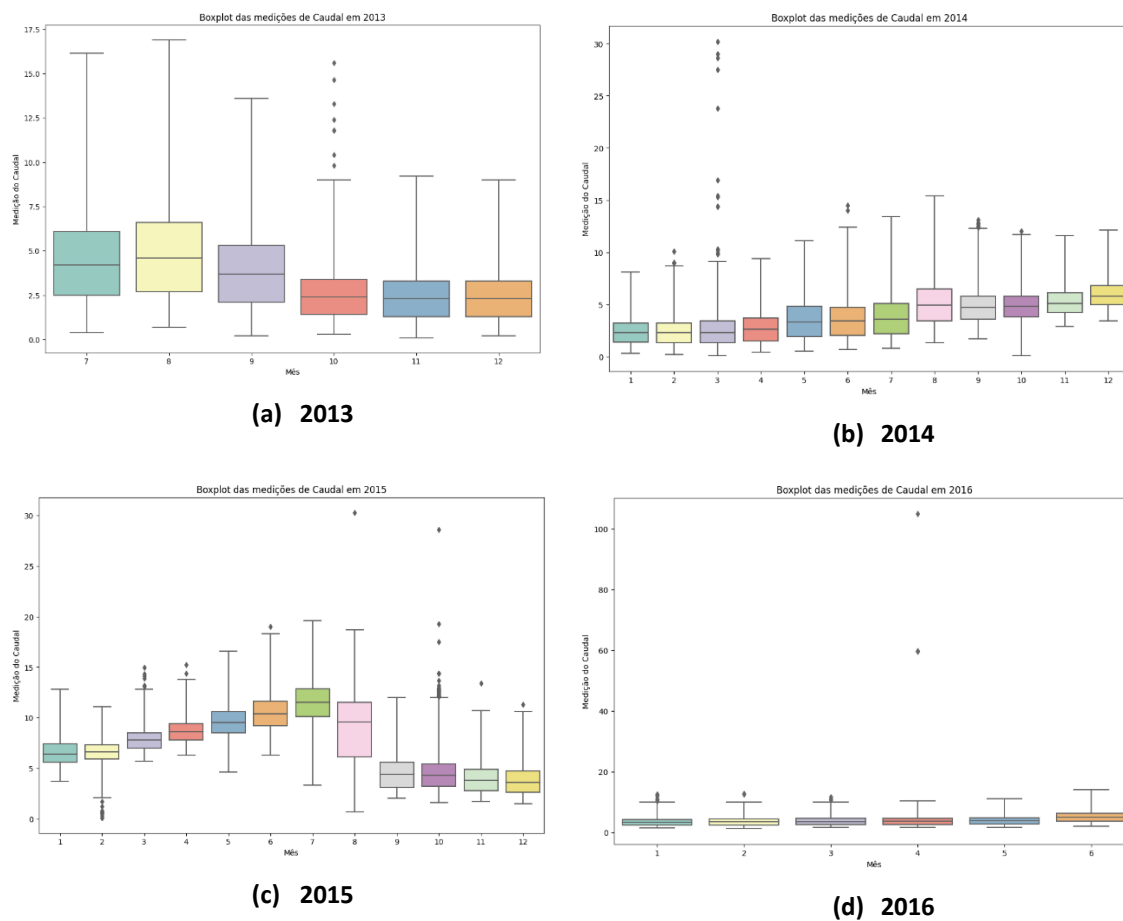 Boxplot das medições de Caudal em 2013
17.5
15.0
12.5
10.0
7.5
5.0
2.5
0.0
Medição do Caudal
7 8 9 10 11 12
Mês
(a) 2013
Boxplot das medições de Caudal em 2014
30
25
20
15
10
5
0
Medição do Caudal
1 2 3 4 5 6 7 8 9 10 11 12
Mês
(b) 2014
Boxplot das medições de Caudal em 2015
30
25
20
15
10
5
0
Medição do Caudal
1 2 3 4 5 6 7 8 9 10 11 12
Mês
(c) 2015
Boxplot das medições de Caudal em 2016
100
80
60
40
20
0
Medição do Caudal
1 2 3 4 5 6
Mês
(d) 2016